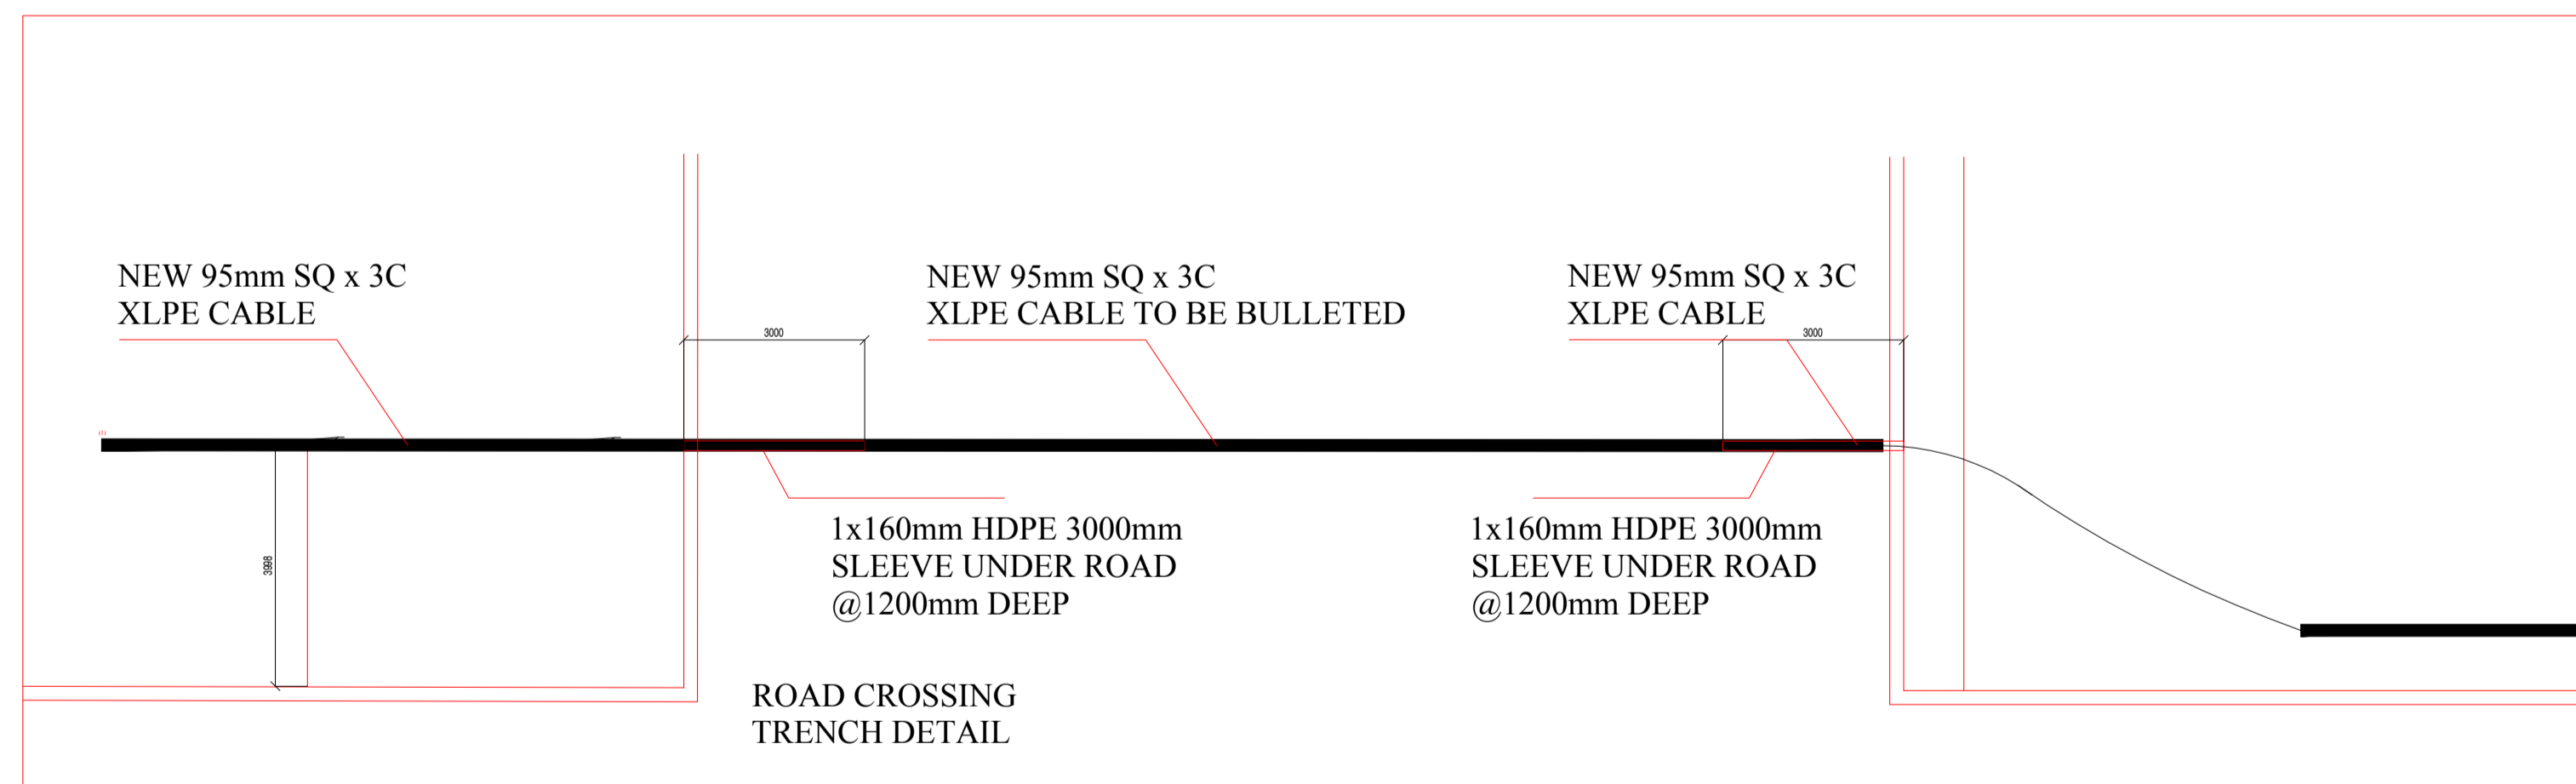 NEW 95mm SQ x 3C
XLPE CABLE
NEW 95mm SQ x 3C
XLPE CABLE TO BE BULLETED
NEW 95mm SQ x 3C
XLPE CABLE
3000
3000
(1)
1x160mm HDPE 3000mm
SLEEVE UNDER ROAD
@1200mm DEEP
1x160mm HDPE 3000mm
SLEEVE UNDER ROAD
@1200mm DEEP
3998
ROAD CROSSING
TRENCH DETAIL